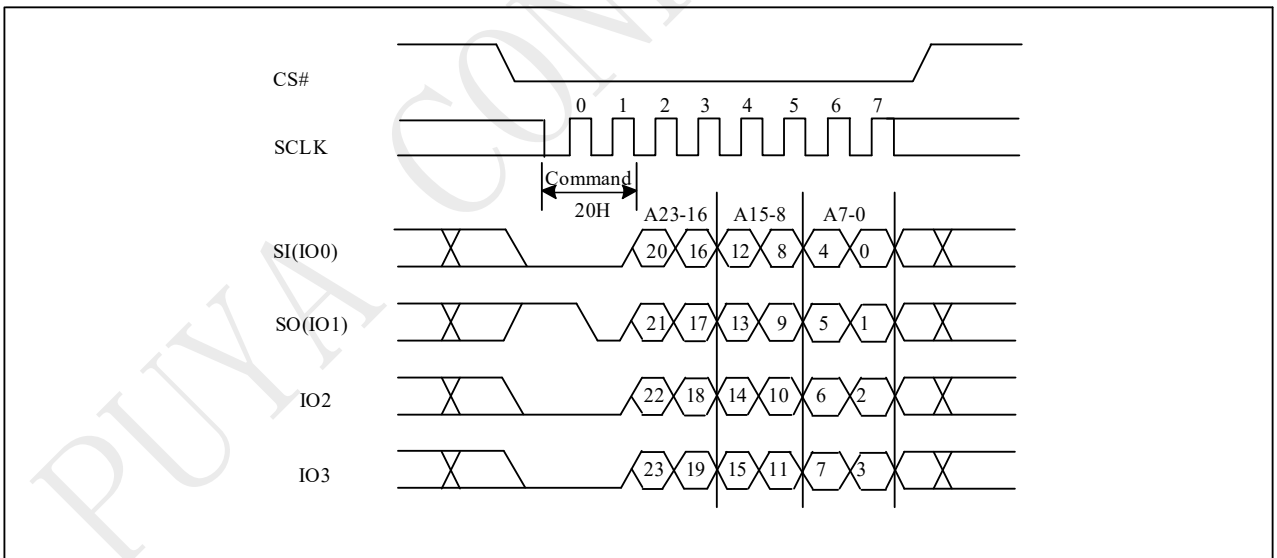 CS#
0 1 2 3 4 5 6 7
SCLK
Command
20H
A23-16 A15-8 A7-0
SI(IO0)
20 16 12 8 4 0
SO(IO1)
21 17 13 9 5 1
IO2
22 18 14 10 6 2
IO3
23 19 15 11 7 3
PUYA